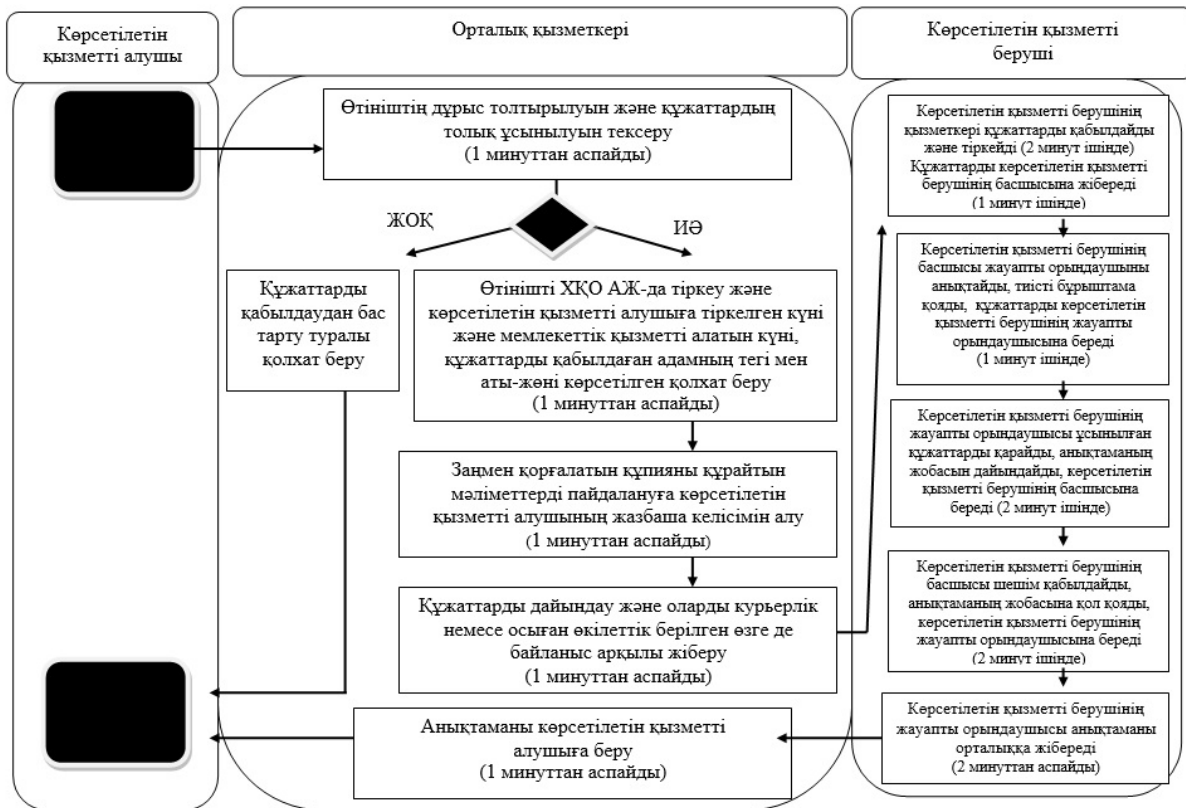 Көрсетілетін
қызметті алушы
Орталық қызметкері
Көрсетілетін қызметті
беруші
Өтініштің дұрыс толтырылуын және құжаттардың
толық ұсынылуын тексеру
(1 минуттан аспайды)
ЖОҚ
ИӘ
Құжаттарды
қабылдаудан бас
тарту туралы
қолхат беру
Өтінішті ХҚО АЖ-да тіркеу және
көрсетілетін қызметті алушыға тіркелген күні
және мемлекеттік қызметті алатын күні,
құжаттарды қабылдаған адамның тегі мен
аты-жөні көрсетілген қолхат беру
(1 минуттан аспайды)
Заңмен қорғалатын құпияны құрайтын
мәліметтерді пайдалануға көрсетілетін
қызметті алушының жазбаша келісімін алу
(1 минуттан аспайды)
Құжаттарды дайындау және оларды курьерлік
немесе осыған өкілеттік берілген өзге де
байланыс арқылы жіберу
(1 минуттан аспайды)
Анықтаманы көрсетілетін қызметті
алушыға беру
(1 минуттан аспайды)
Көрсетілетін қызметті берушінің
қызметкері құжаттарды қабылдайды
және тіркейді (2 минут ішінде)
Құжаттарды көрсетілетін қызметті
берушінің басшысына жібереді
(1 минут ішінде)
Көрсетілетін қызметті берушінің
басшысы жауапты орындаушыны
анықтайды, тиісті бұрыштама
қояды, құжаттарды көрсетілетін
қызметті берушінің жауапты
орындаушысына береді
(1 минут ішінде)
Көрсетілетін қызметті берушінің
жауапты орындаушысы ұсынылған
құжаттарды қарайды, анықтаманың
жобасын дайындайды, көрсетілетін
қызметті берушінің басшысына
береді (2 минут ішінде)
Көрсетілетін қызметті берушінің
басшысы шешім қабылдайды,
анықтаманың жобасына қол қояды,
көрсетілетін қызметті берушінің
жауапты орындаушысына береді
(2 минут ішінде)
Көрсетілетін қызметті берушінің
жауапты орындаушысы анықтаманы
орталыққа жібереді
(2 минуттан аспайды)